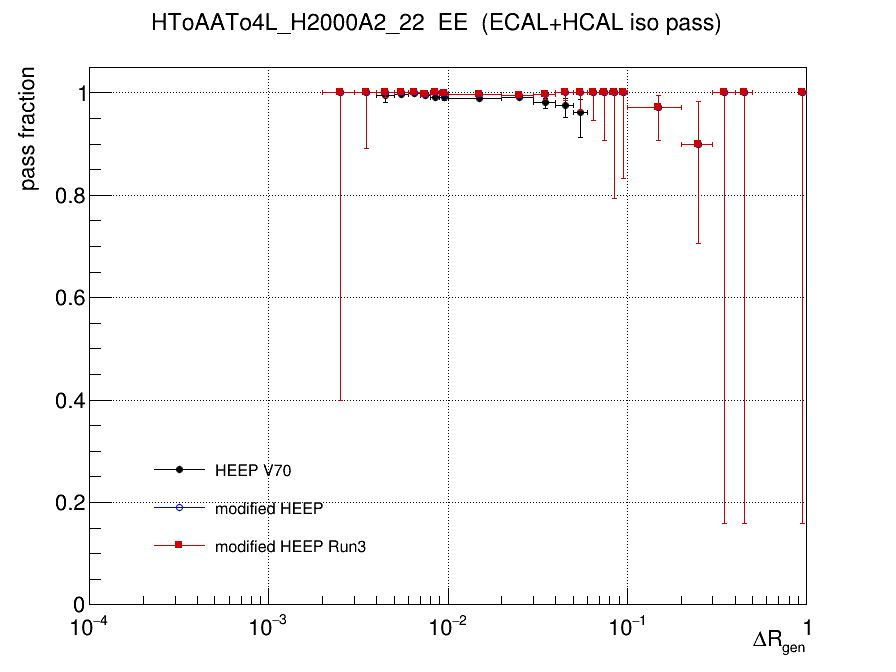 HToAATo4L_H2000A2_22 EE (ECAL+HCAL iso pass)
pass fraction
1
0.8
0.6
0.4
0.2
0
HEEP V70
modified HEEP
modified HEEP Run3
10⁻⁴ 10⁻³ 10⁻² 10⁻¹ 1
ΔR_gen